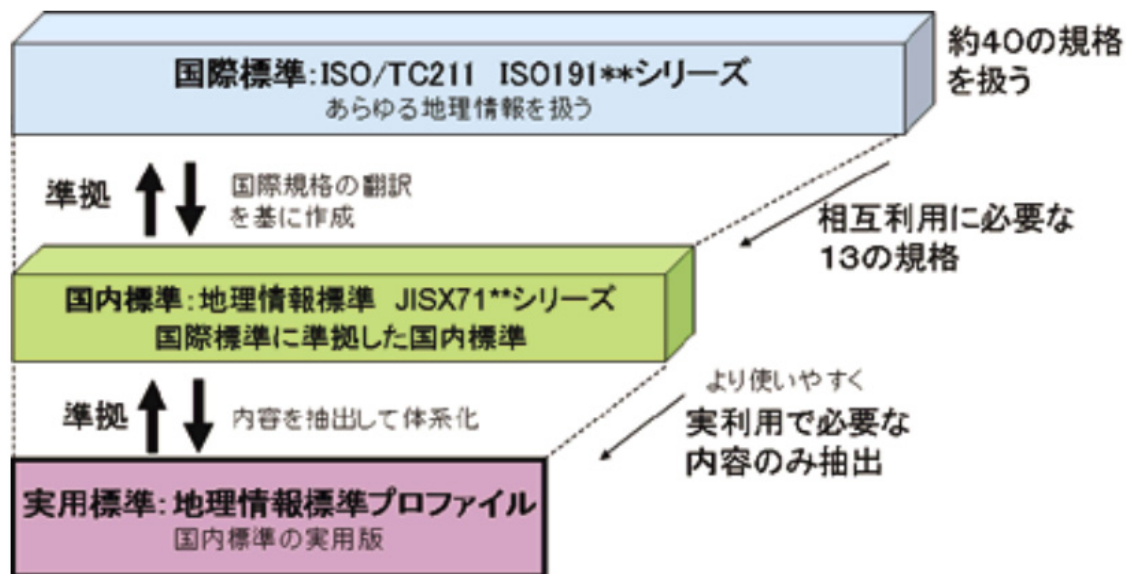 国際標準:ISO/TC211 ISO191**シリーズ
あらゆる地理情報を扱う
約40の規格
を扱う
準拠
国際規格の翻訳
を基に作成
相互利用に必要な
13の規格
国内標準:地理情報標準 JISX71**シリーズ
国際標準に準拠した国内標準
準拠
内容を抽出して体系化
より使いやすく
実利用で必要な
内容のみ抽出
実用標準:地理情報標準プロファイル
国内標準の実用版